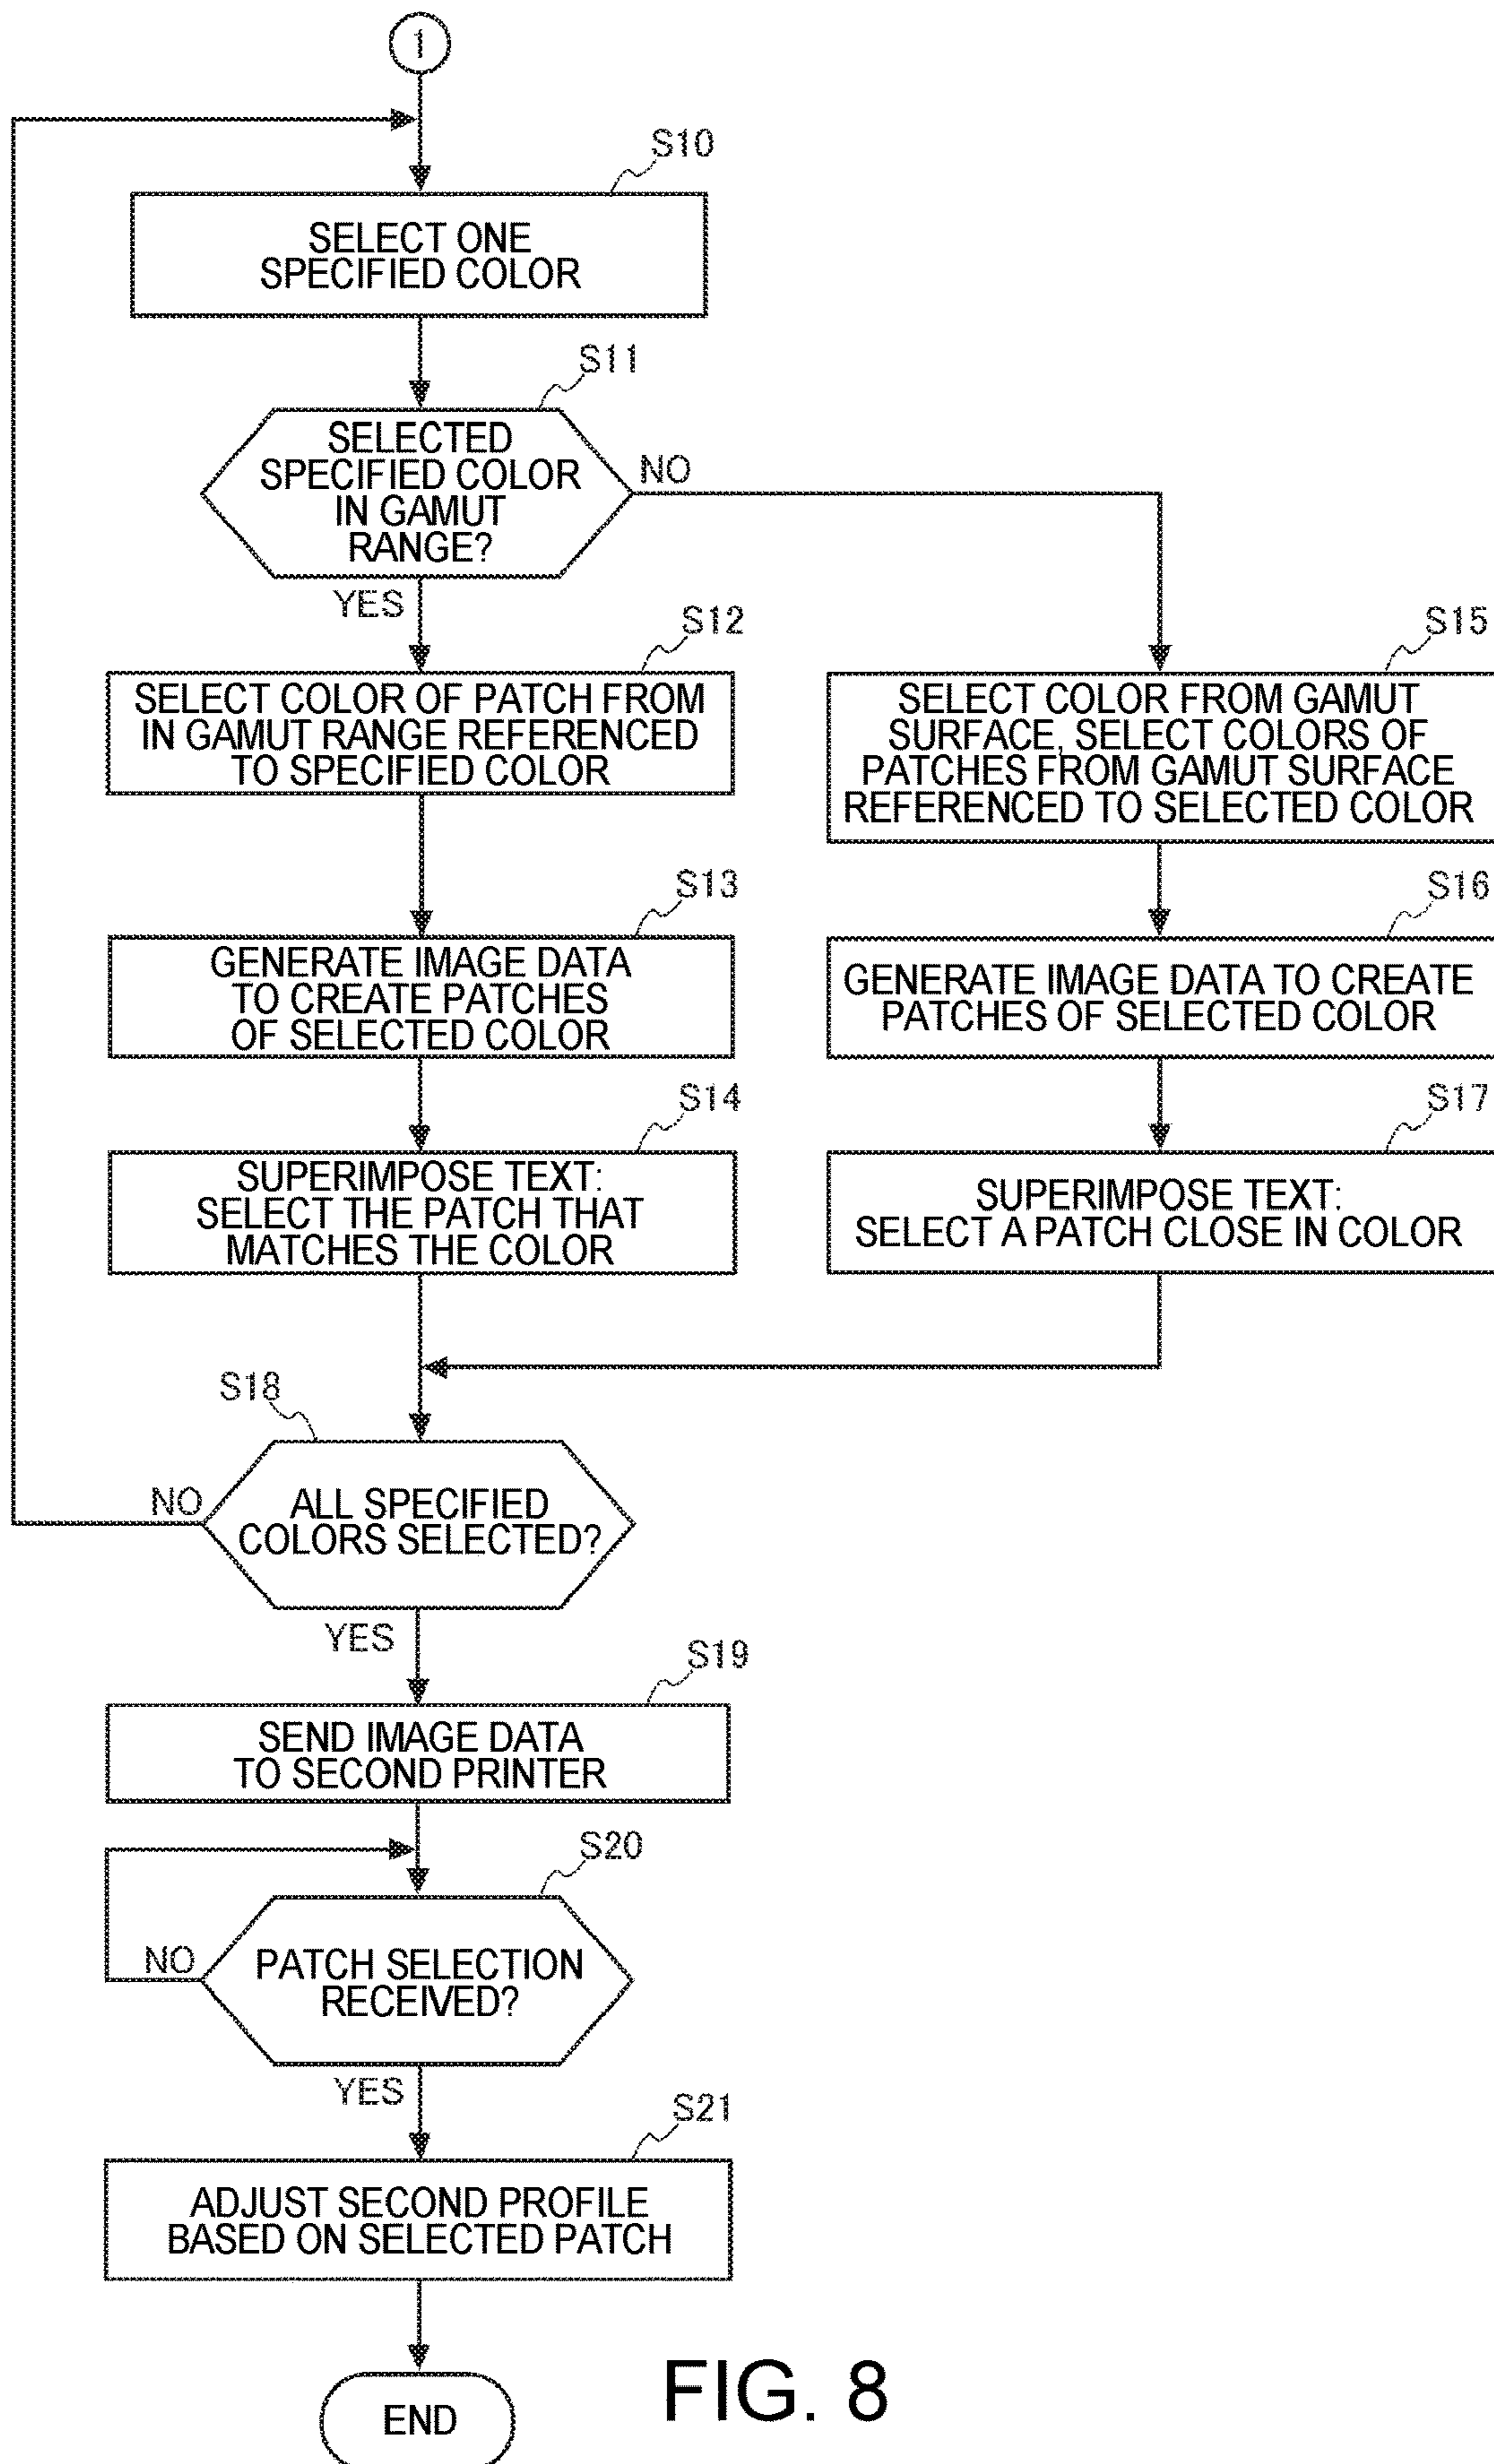 1
S10
SELECT ONE
SPECIFIED COLOR
S11
SELECTED
SPECIFIED COLOR
IN GAMUT
RANGE?
NO
YES
S12
SELECT COLOR OF PATCH FROM
IN GAMUT RANGE REFERENCED
TO SPECIFIED COLOR
S15
SELECT COLOR FROM GAMUT
SURFACE, SELECT COLORS OF
PATCHES FROM GAMUT SURFACE
REFERENCED TO SELECTED COLOR
S13
GENERATE IMAGE DATA
TO CREATE PATCHES
OF SELECTED COLOR
S16
GENERATE IMAGE DATA TO CREATE
PATCHES OF SELECTED COLOR
S14
SUPERIMPOSE TEXT:
SELECT THE PATCH THAT
MATCHES THE COLOR
S17
SUPERIMPOSE TEXT:
SELECT A PATCH CLOSE IN COLOR
S18
NO
ALL SPECIFIED
COLORS SELECTED?
YES
S19
SEND IMAGE DATA
TO SECOND PRINTER
S20
NO
PATCH SELECTION
RECEIVED?
YES
S21
ADJUST SECOND PROFILE
BASED ON SELECTED PATCH
END
FIG. 8